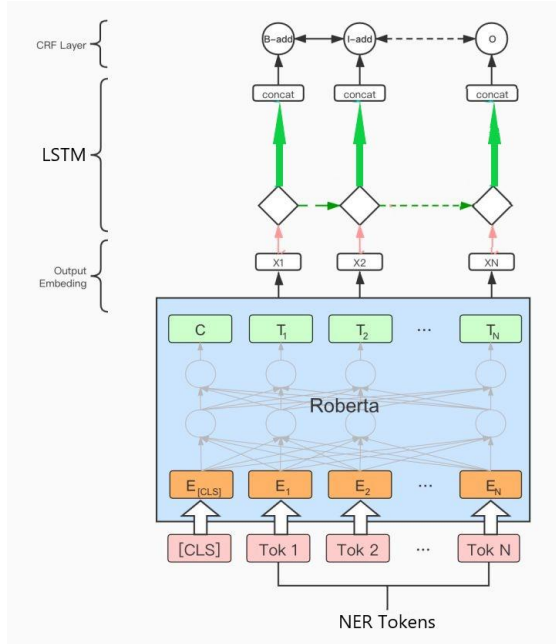 CRF Layer
B-add I-add O
concat concat concat
LSTM
Output
Embeding
X1 X2 XN
C T1 T2 ... TN
Roberta
E[CLS] E1 E2 ... EN
[CLS] Tok 1 Tok 2 ... Tok N
NER Tokens